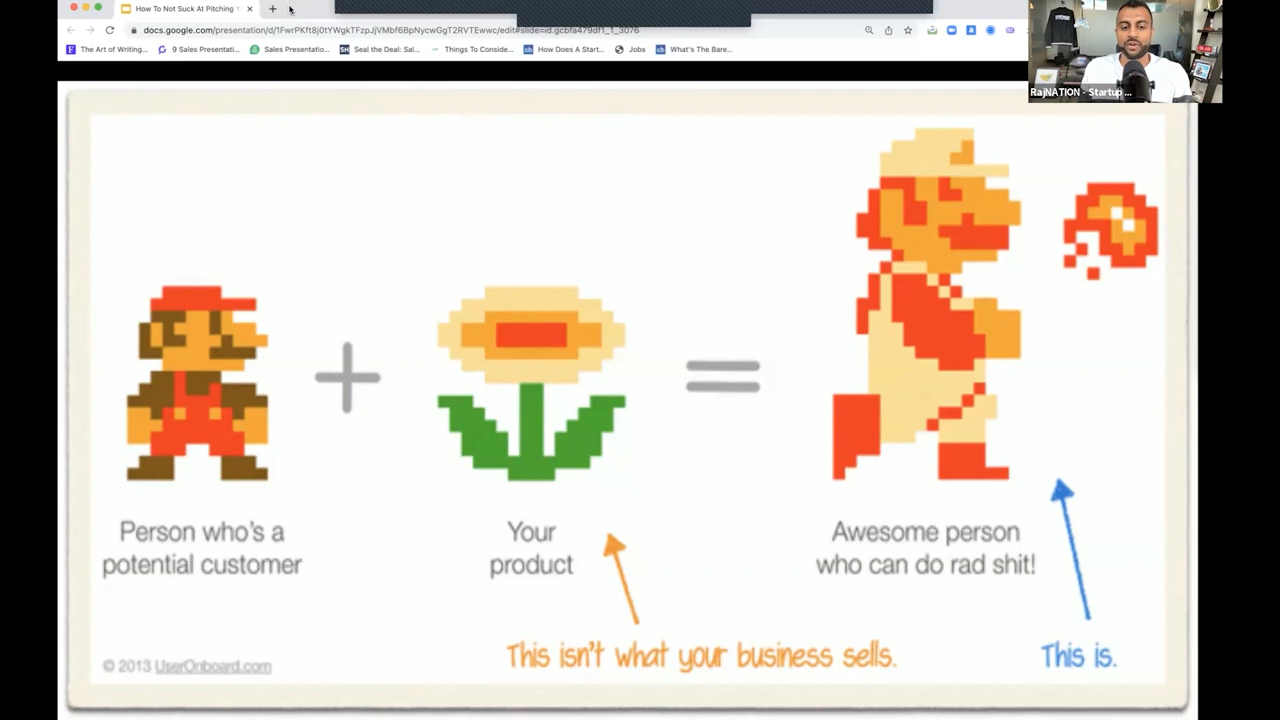 How To Not Suck At Pitching
docs.google.com/presentation/d/1FwrPKft8j0tYWgkTFzpJjVMbf6BpNycwGgT2RVTEwwc/edit#slide=id.gcbfa479df1_1_3076
The Art of Writing... 9 Sales Presentati... Sales Presentatio... Seal the Deal: Sal... Things To Conside... How Does A Start... Jobs What's The Bare...
RajNATION - Startup ...
Person who's a
potential customer
Your
product
Awesome person
who can do rad shit!
This isn't what your business sells.
This is.
© 2013 UserOnboard.com